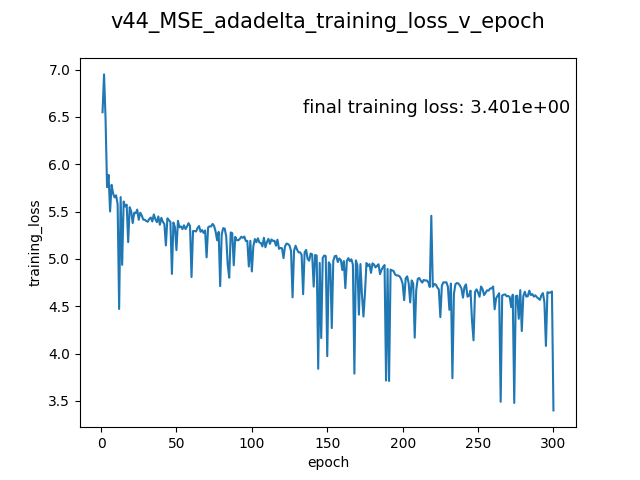 v44_MSE_adadelta_training_loss_v_epoch
7.0
final training loss: 3.401e+00
6.5
6.0
5.5
5.0
4.5
4.0
3.5
training_loss
0 50 100 150 200 250 300
epoch